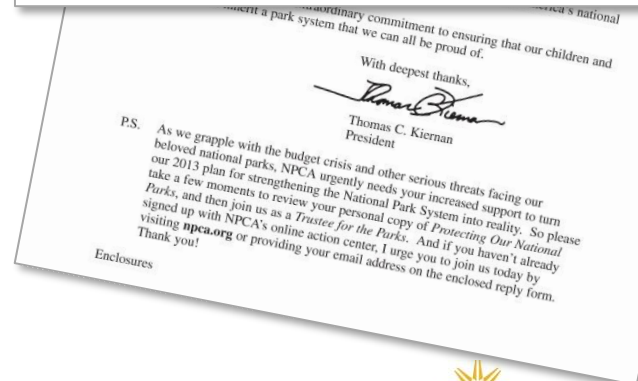 erica's national
raordinary commitment to ensuring that our children and
a park system that we can all be proud of.
With deepest thanks,
Thomas C. Kiernan
President
P.S. As we grapple with the budget crisis and other serious threats facing our
beloved national parks, NPCA urgently needs your increased support to turn
our 2013 plan for strengthening the National Park System into reality. So please
take a few moments to review your personal copy of Protecting Our National
Parks, and then join us as a Trustee for the Parks. And if you haven't already
signed up with NPCA's online action center, I urge you to join us today by
visiting npca.org or providing your email address on the enclosed reply form.
Thank you!
Enclosures